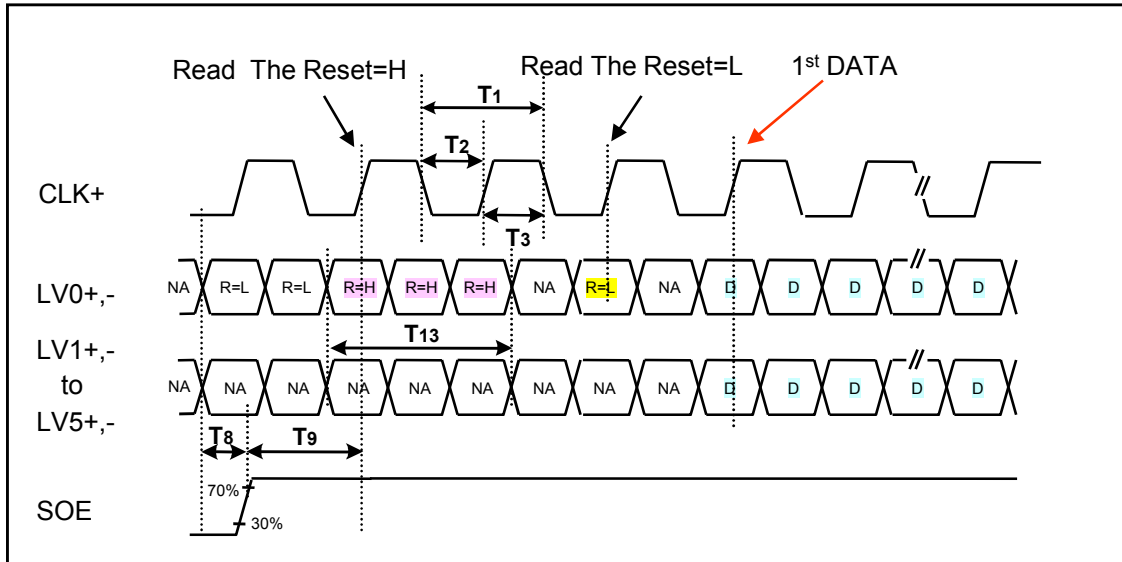 Read The Reset=H
Read The Reset=L
1st DATA
T1
T2
CLK+
T3
LV0+,-
NA R=L R=L R=H R=H R=H NA R=L NA D D D D D
T13
LV1+,-
to
LV5+,-
NA NA NA NA NA NA NA NA NA D D D D D
T8
T9
SOE
70%
30%